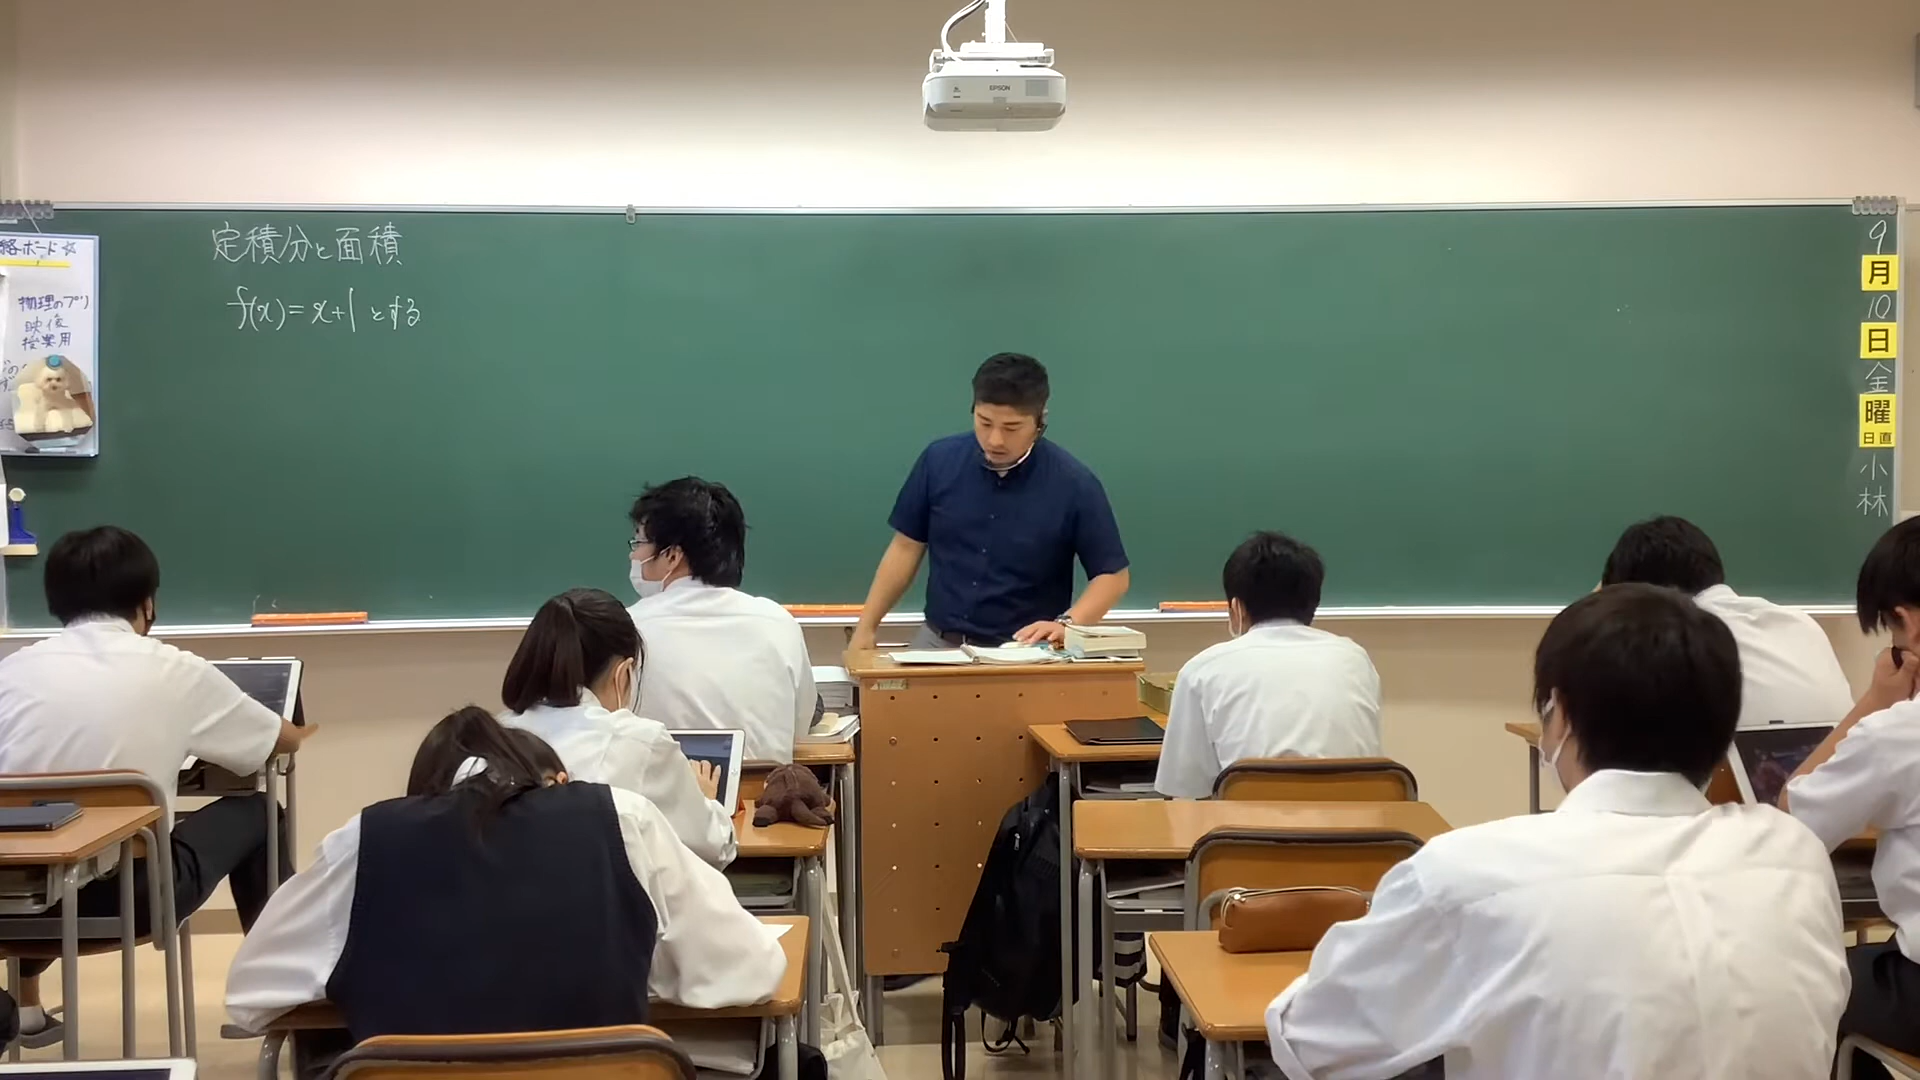 定積分と面積
f(x)=x+1 とする
絡ボード☆
物理のプリ
映像
授業用
EPSON
9
月
10
日
金
曜
日直
小
林